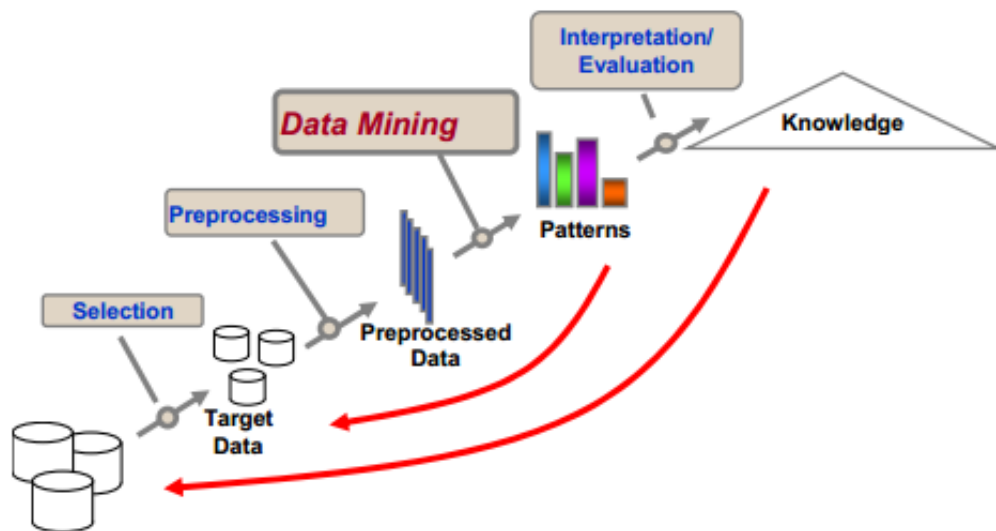 Interpretation/
Evaluation
Data Mining
Knowledge
Preprocessing
Patterns
Selection
Preprocessed
Data
Target
Data